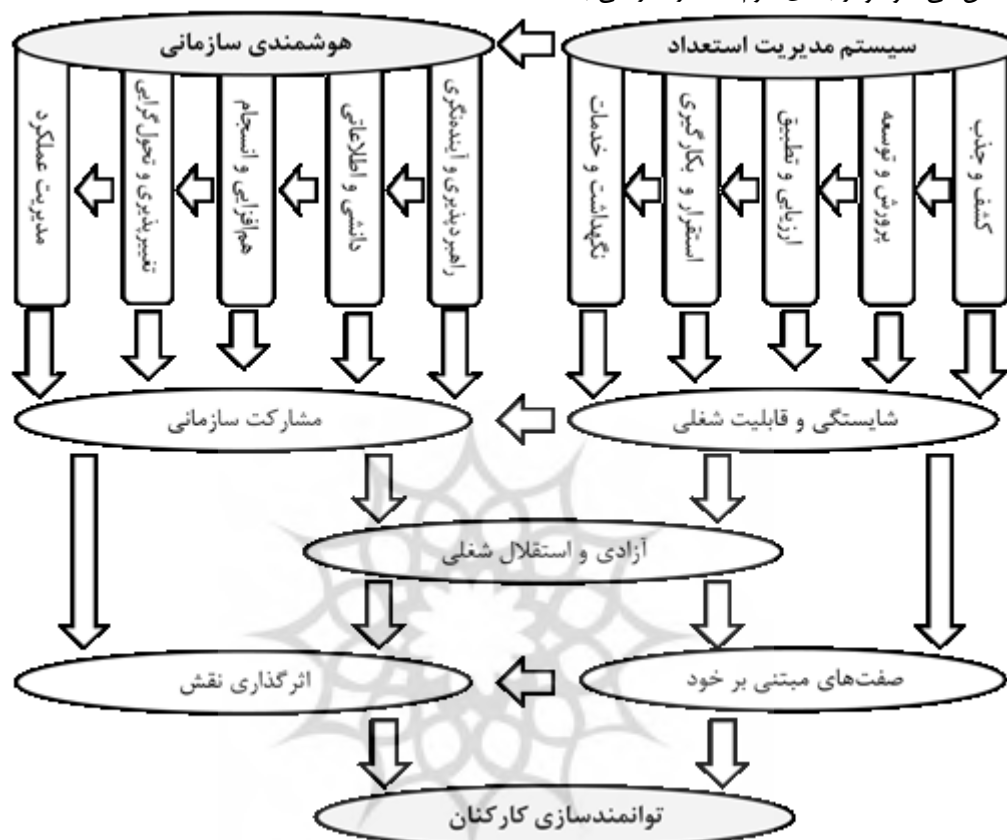 سیستم مدیریت استعداد
هوشمندی سازمانی
کشف و جذب
پرورش و توسعه
ارزیابی و تطبیق
استقرار و بکارگیری
نگهداشت و خدمات
راهبردپذیری و آینده‌نگری
دانشی و اطلاعاتی
هم‌افزایی و انسجام
تغییرپذیری و تحول‌گرایی
مدیریت عملکرد
شایستگی و قابلیت شغلی
مشارکت سازمانی
آزادی و استقلال شغلی
صفت‌های مبتنی بر خود
اثرگذاری نقش
توانمندسازی کارکنان